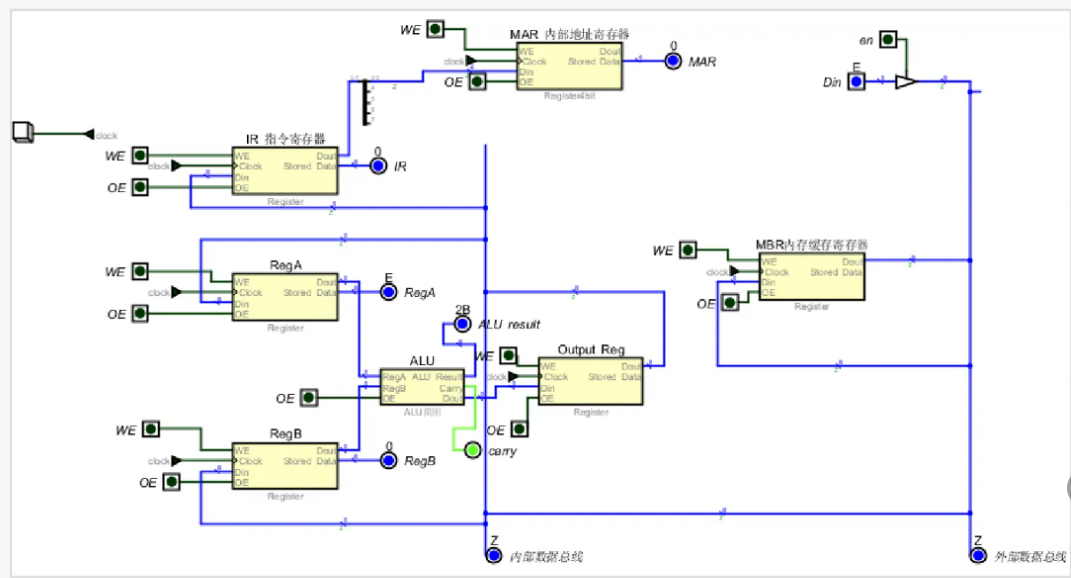 WE
MAR 内部地址寄存器
WE Dout
clock Clock Stored Data
Din
OE OE
Register4bit
0
MAR
en
E
Din
clock
IR 指令寄存器
WE WE Dout
clock Clock Stored Data
Din
OE OE
Register
0
IR
RegA
WE WE Dout
clock Clock Stored Data
Din
OE OE
Register
E
RegA
2B
ALU result
ALU
RegA ALU Result
RegB Carry
OE OE Dout
carry
Output Reg
WE WE Dout
clock Clock Stored Data
Din
OE OE
Register
WE
RegB
WE Dout
clock Clock Stored Data
Din
OE OE
Register
0
RegB
WE
MBR内存缓存寄存器
WE Dout
clock Clock Stored Data
Din
OE OE
Register
Z
内部数据总线
Z
外部数据总线